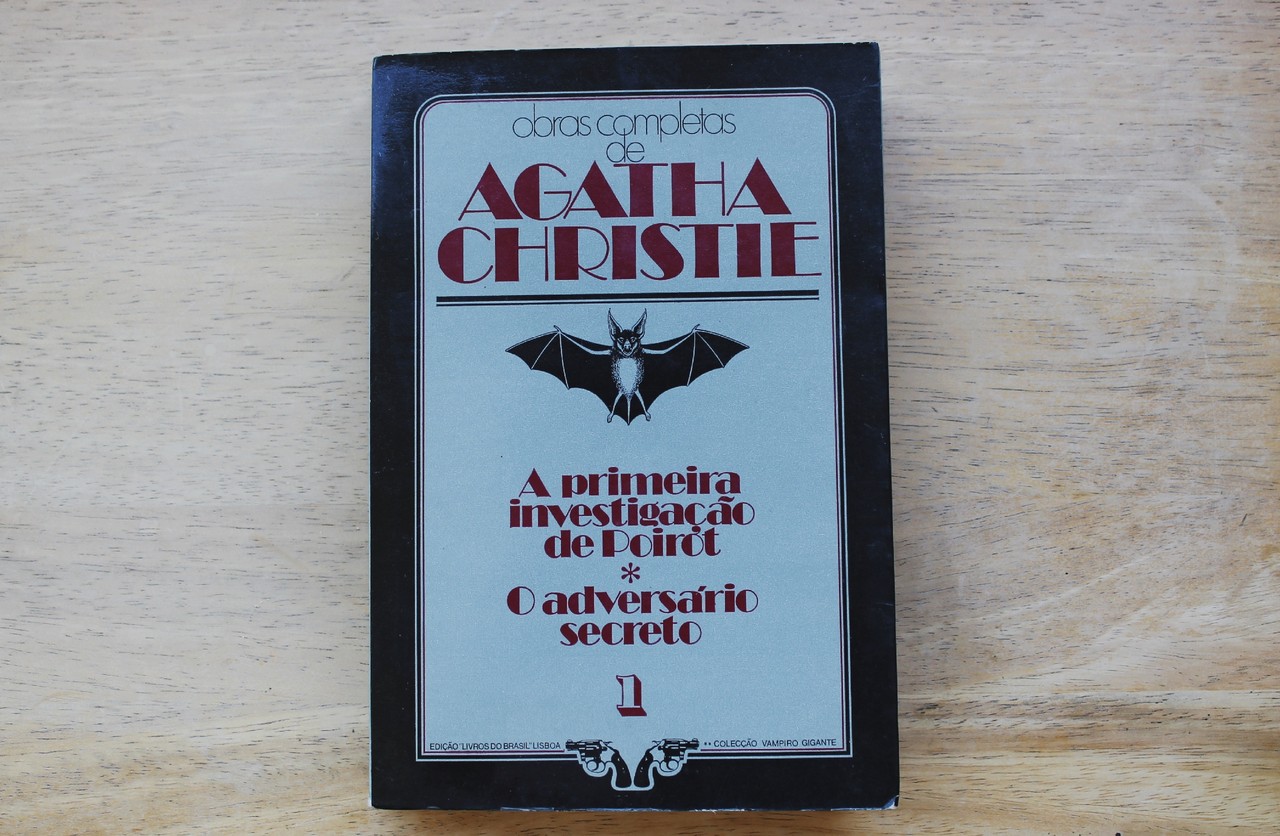 obras completas
de
AGATHA
CHRISTIE
A primeira
investigação
de Poirot
*
O adversário
secreto
1
EDIÇÃO "LIVROS DO BRASIL" LISBOA
** COLECÇÃO VAMPIRO GIGANTE